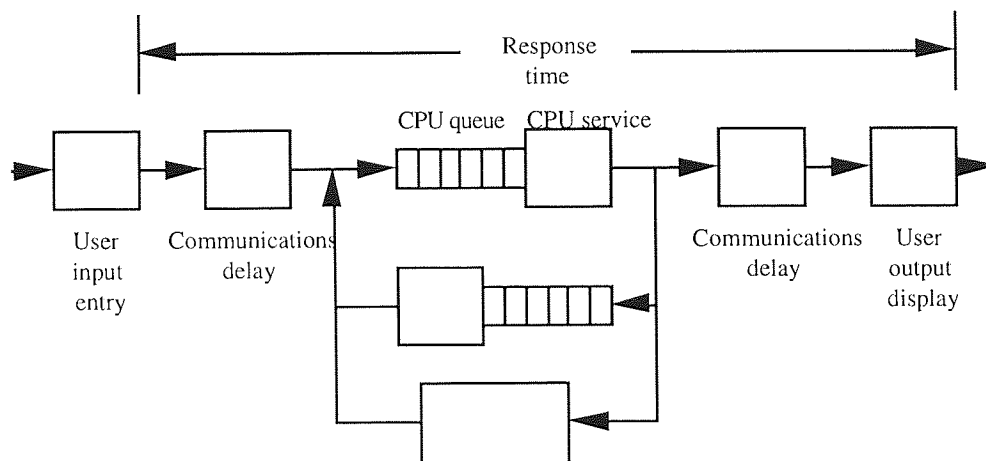 Response
time
CPU queue
CPU service
User
input
entry
Communications
delay
Communications
delay
User
output
display